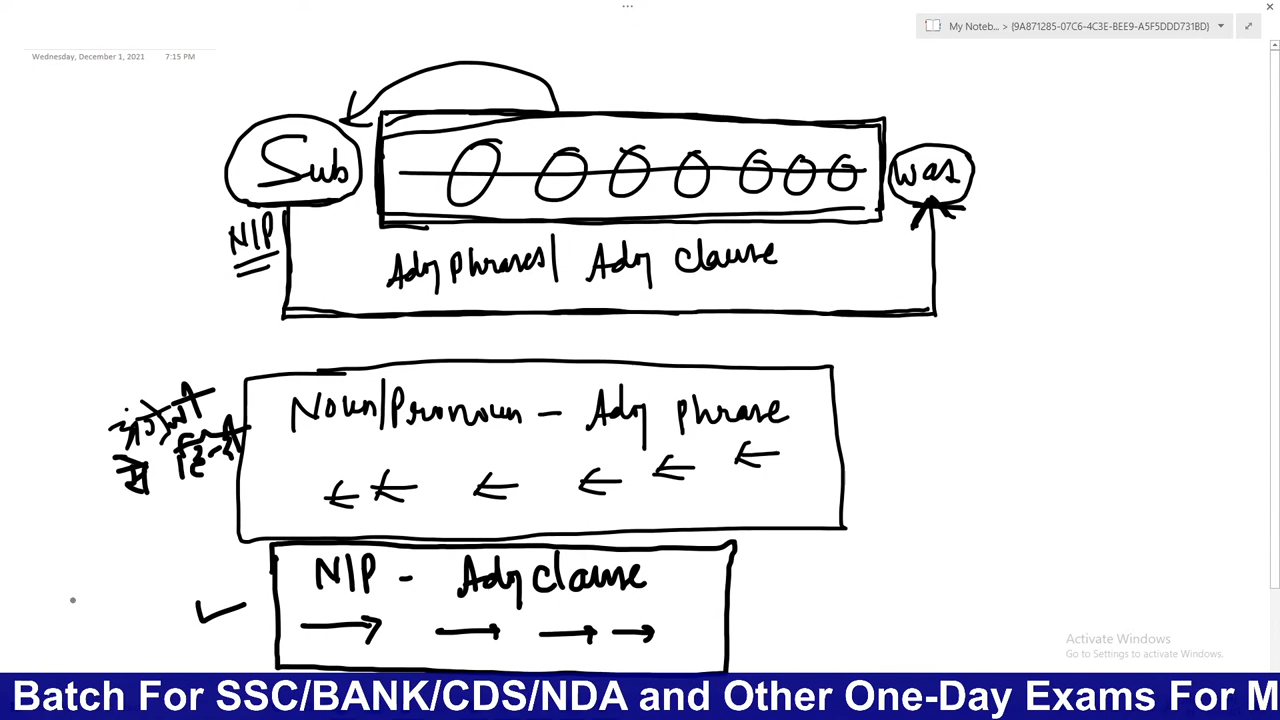 My Noteb... > {9A871285-07C6-4C3E-BEE9-A5F5DDD731BD}
Wednesday, December 1, 2021 7:15 PM
Sub was
N/P
Adj Phrases/ Adj Clause
Noun/Pronoun - Adj phrase
N/P - Adj Clause
Activate Windows
Go to Settings to activate Windows.
Batch For SSC/BANK/CDS/NDA and Other One-Day Exams For M